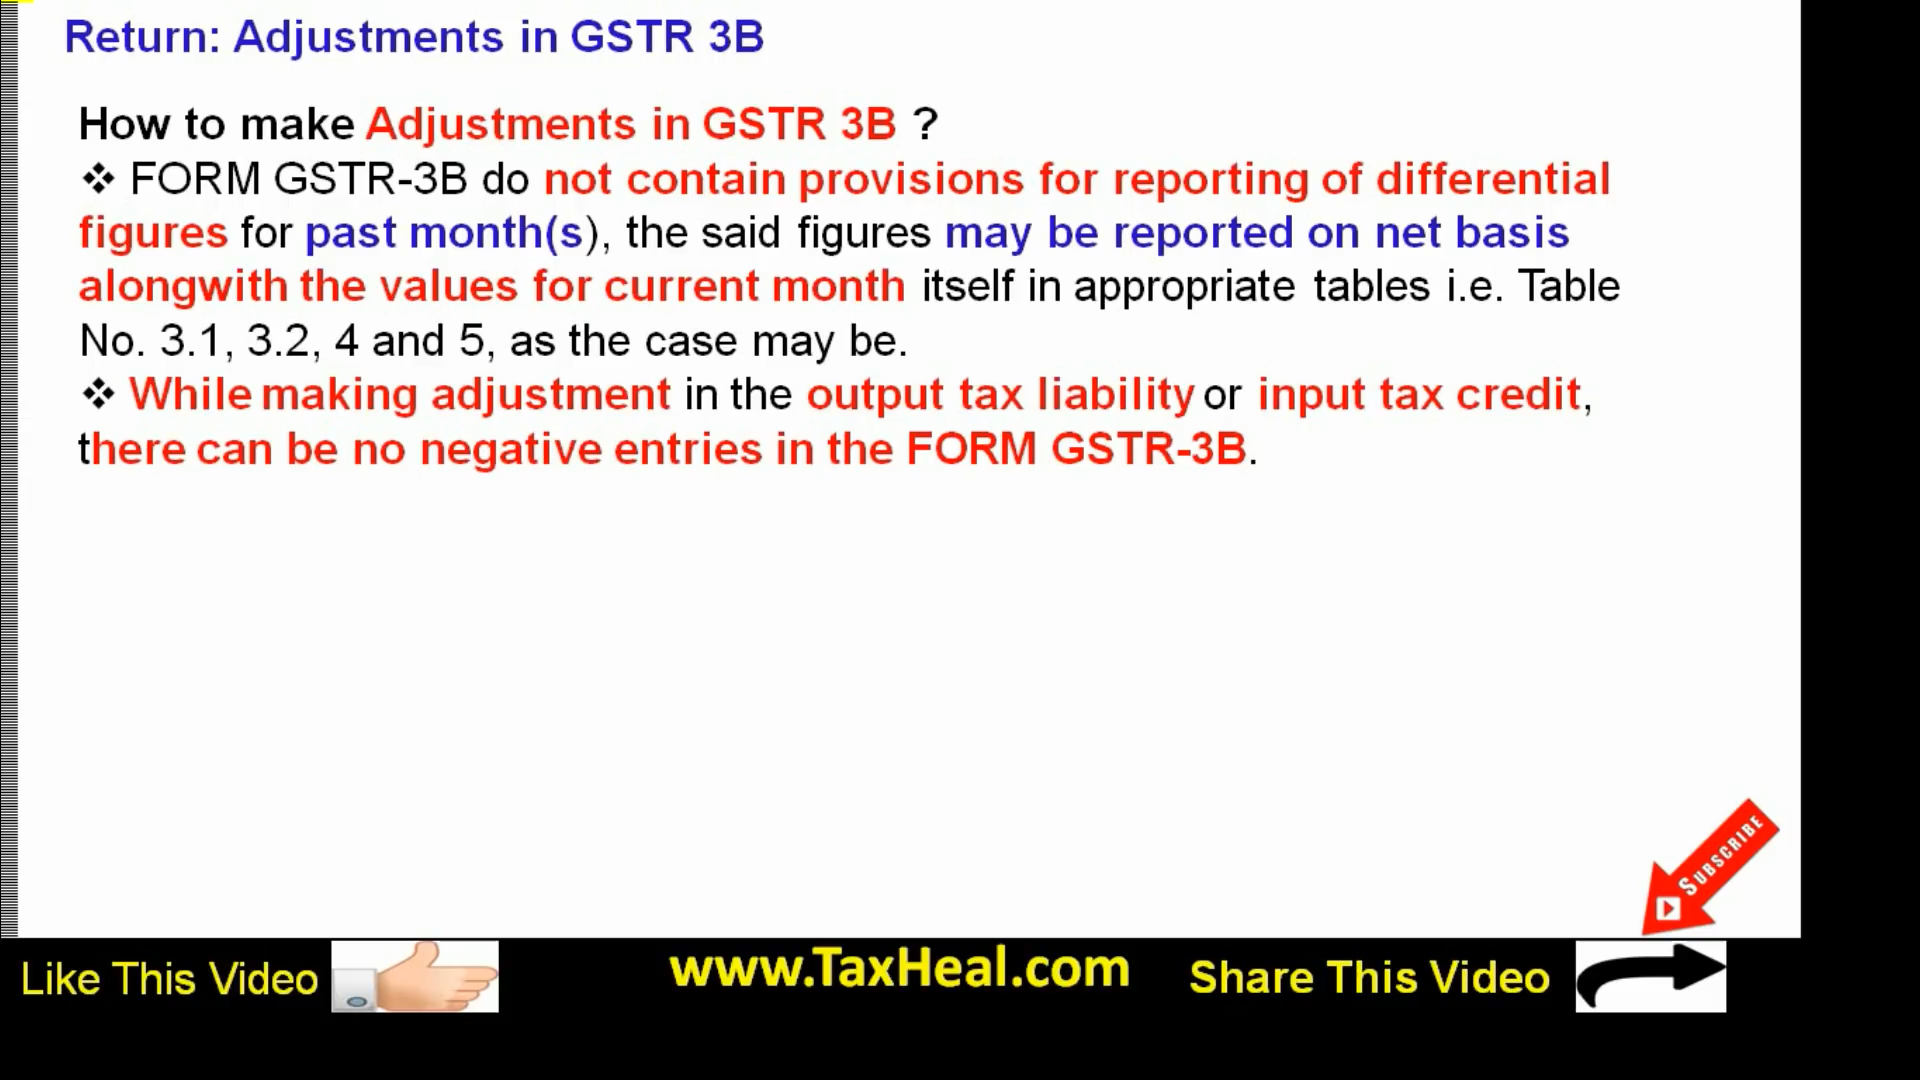 Return: Adjustments in GSTR 3B
How to make Adjustments in GSTR 3B ?
❖ FORM GSTR-3B do not contain provisions for reporting of differential
figures for past month(s), the said figures may be reported on net basis
alongwith the values for current month itself in appropriate tables i.e. Table
No. 3.1, 3.2, 4 and 5, as the case may be.
❖ While making adjustment in the output tax liability or input tax credit,
there can be no negative entries in the FORM GSTR-3B.
SUBSCRIBE
Like This Video
www.TaxHeal.com
Share This Video